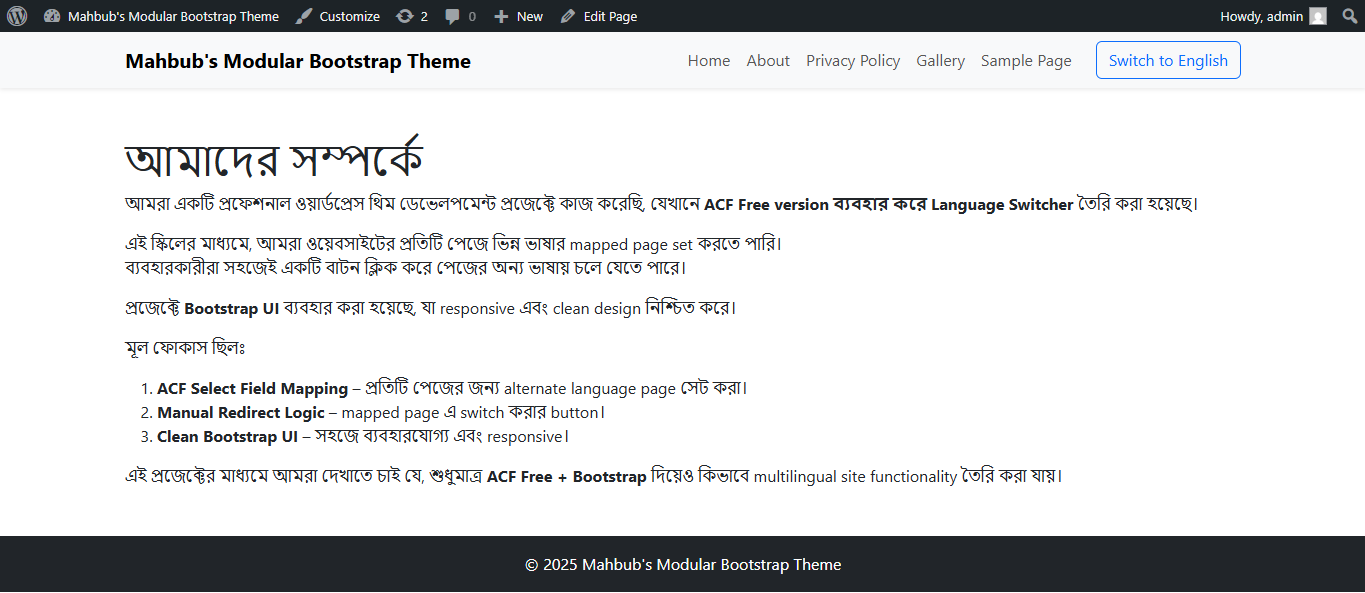 Mahbub's Modular Bootstrap Theme Customize 2 0 New Edit Page Howdy, admin
Mahbub's Modular Bootstrap Theme Home About Privacy Policy Gallery Sample Page Switch to English
আমাদের সম্পর্কে
আমরা একটি প্রফেশনাল ওয়ার্ডপ্রেস থিম ডেভেলপমেন্ট প্রজেক্টে কাজ করেছি, যেখানে ACF Free version ব্যবহার করে Language Switcher তৈরি করা হয়েছে।
এই স্কিলের মাধ্যমে, আমরা ওয়েবসাইটের প্রতিটি পেজে ভিন্ন ভাষার mapped page set করতে পারি।
ব্যবহারকারীরা সহজেই একটি বাটন ক্লিক করে পেজের অন্য ভাষায় চলে যেতে পারে।
প্রজেক্টে Bootstrap UI ব্যবহার করা হয়েছে, যা responsive এবং clean design নিশ্চিত করে।
মূল ফোকাস ছিলঃ
1. ACF Select Field Mapping – প্রতিটি পেজের জন্য alternate language page সেট করা।
2. Manual Redirect Logic – mapped page এ switch করার button।
3. Clean Bootstrap UI – সহজে ব্যবহারযোগ্য এবং responsive।
এই প্রজেক্টের মাধ্যমে আমরা দেখাতে চাই যে, শুধুমাত্র ACF Free + Bootstrap দিয়েও কিভাবে multilingual site functionality তৈরি করা যায়।
© 2025 Mahbub's Modular Bootstrap Theme